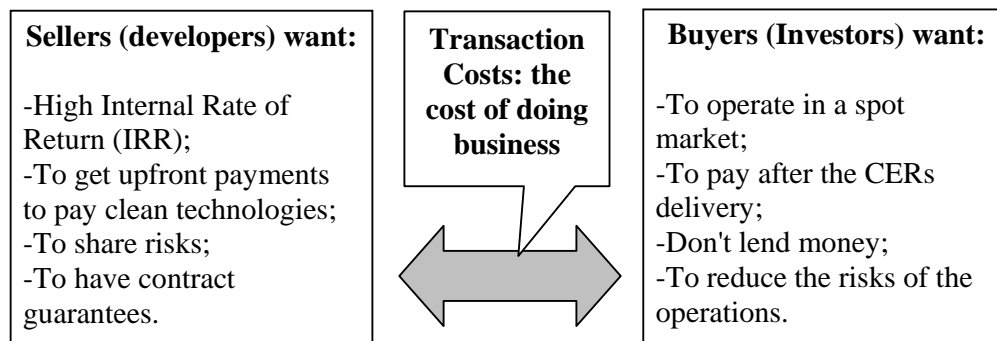 Sellers (developers) want:
-High Internal Rate of
Return (IRR);
-To get upfront payments
to pay clean technologies;
-To share risks;
-To have contract
guarantees.
Transaction
Costs: the
cost of doing
business
Buyers (Investors) want:
-To operate in a spot
market;
-To pay after the CERs
delivery;
-Don't lend money;
-To reduce the risks of the
operations.